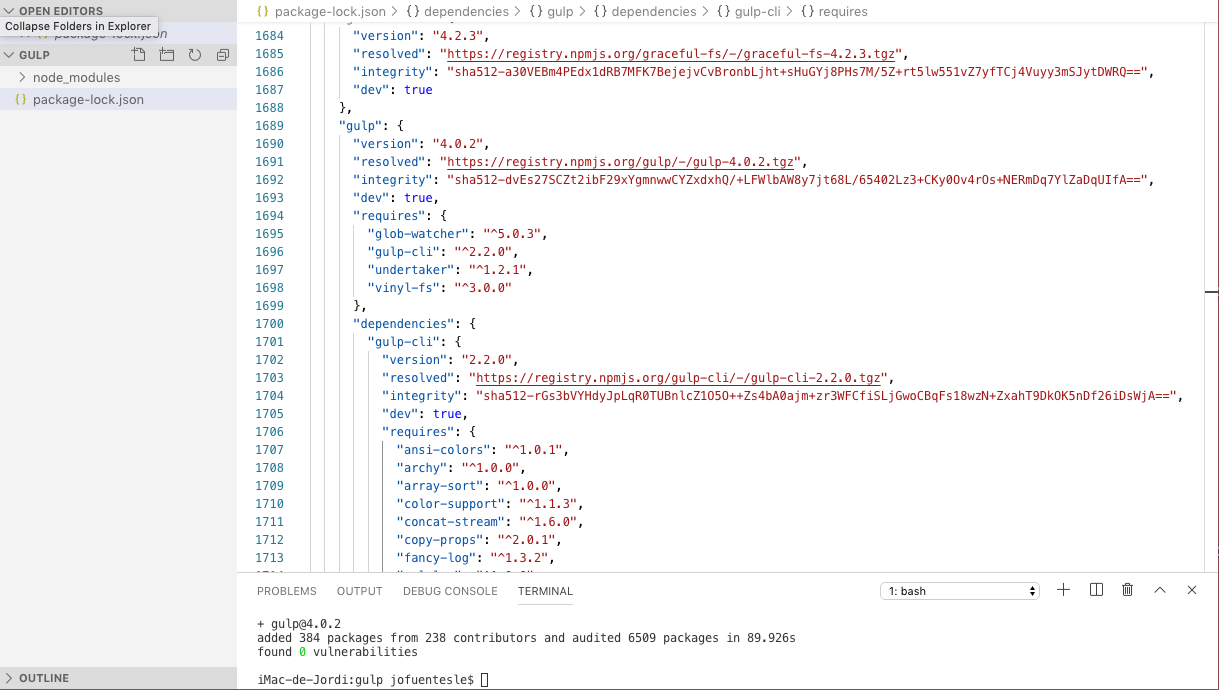 OPEN EDITORS
Collapse Folders in Explorer
package-lock.json
GULP
node_modules
{} package-lock.json
OUTLINE
{} package-lock.json > {} dependencies > {} gulp > {} dependencies > {} gulp-cli > {} requires
1684 "version": "4.2.3",
1685 "resolved": "https://registry.npmjs.org/graceful-fs/-/graceful-fs-4.2.3.tgz",
1686 "integrity": "sha512-a30VEBm4PEdx1dRB7MFK7BejejvCvBronbLjht+sHuGYj8PHs7M/5Z+rt5lw551vZ7yfTCj4Vuyy3mSJytDWRQ==",
1687 "dev": true
1688 },
1689 "gulp": {
1690 "version": "4.0.2",
1691 "resolved": "https://registry.npmjs.org/gulp/-/gulp-4.0.2.tgz",
1692 "integrity": "sha512-dvEs27SCZt2ibF29xYgmnwwCYZxdxhQ/+LFWlbAW8y7jt68L/65402Lz3+CKy0Ov4rOs+NERmDq7YlZaDqUIfA==",
1693 "dev": true,
1694 "requires": {
1695 "glob-watcher": "^5.0.3",
1696 "gulp-cli": "^2.2.0",
1697 "undertaker": "^1.2.1",
1698 "vinyl-fs": "^3.0.0"
1699 },
1700 "dependencies": {
1701 "gulp-cli": {
1702 "version": "2.2.0",
1703 "resolved": "https://registry.npmjs.org/gulp-cli/-/gulp-cli-2.2.0.tgz",
1704 "integrity": "sha512-rGs3bVYHdyJpLqR0TUBnlcZ1O5O++Zs4bA0ajm+zr3WFCfiSLjGwoCBqFs18wzN+ZxahT9DkOK5nDf26iDsWjA==",
1705 "dev": true,
1706 "requires": {
1707 "ansi-colors": "^1.0.1",
1708 "archy": "^1.0.0",
1709 "array-sort": "^1.0.0",
1710 "color-support": "^1.1.3",
1711 "concat-stream": "^1.6.0",
1712 "copy-props": "^2.0.1",
1713 "fancy-log": "^1.3.2",
PROBLEMS OUTPUT DEBUG CONSOLE TERMINAL 1: bash
+ gulp@4.0.2
added 384 packages from 238 contributors and audited 6509 packages in 89.926s
found 0 vulnerabilities
iMac-de-Jordi:gulp jofuentesle$